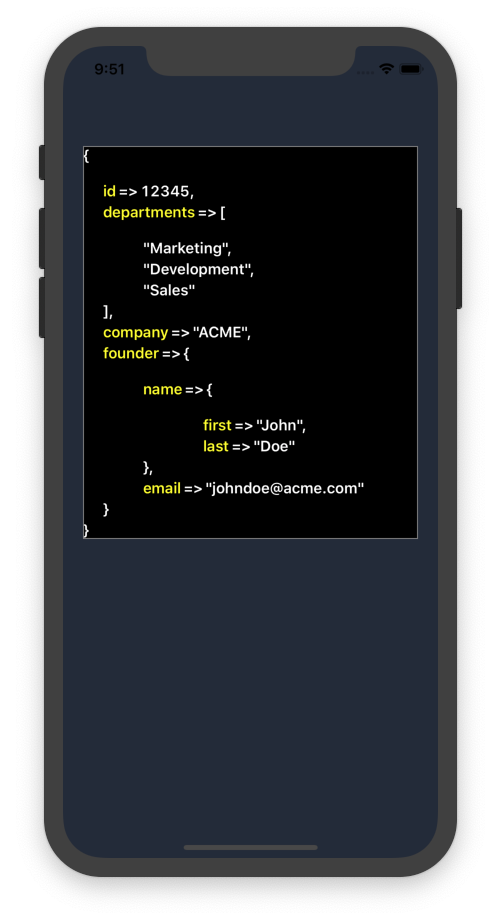 9:51
{
id => 12345,
departments => [
"Marketing",
"Development",
"Sales"
],
company => "ACME",
founder => {
name => {
first => "John",
last => "Doe"
},
email => "johndoe@acme.com"
}
}